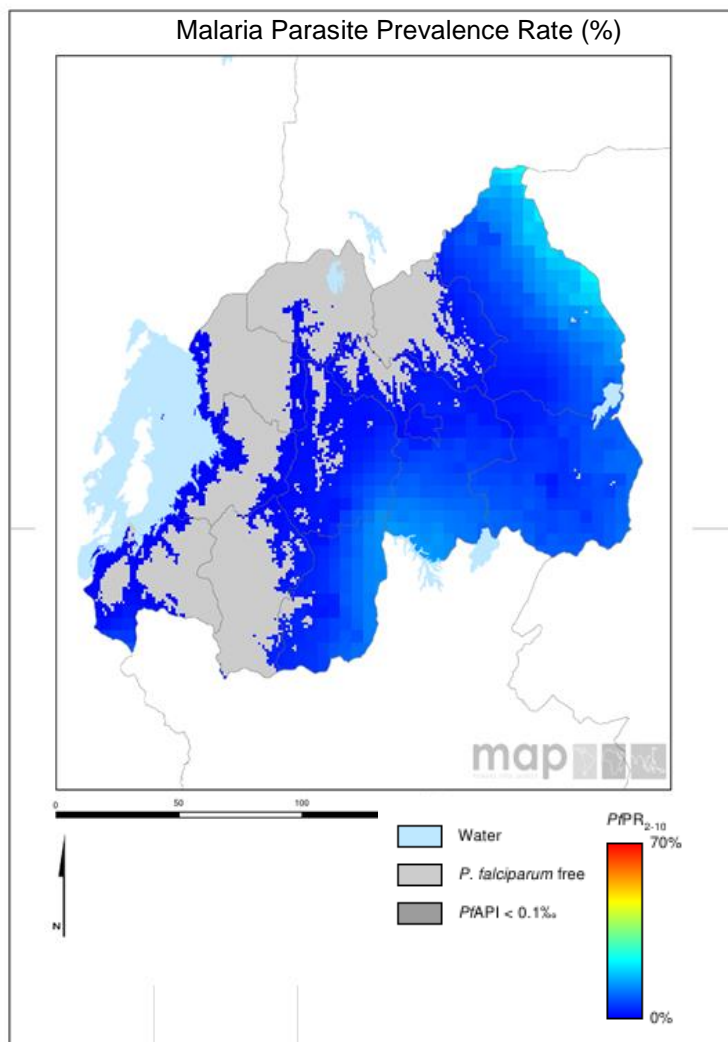 Malaria Parasite Prevalence Rate (%)
map
0 50 100
N
Water
P. falciparum free
PfAPI < 0.1‰
PfPR2-10
70%
0%